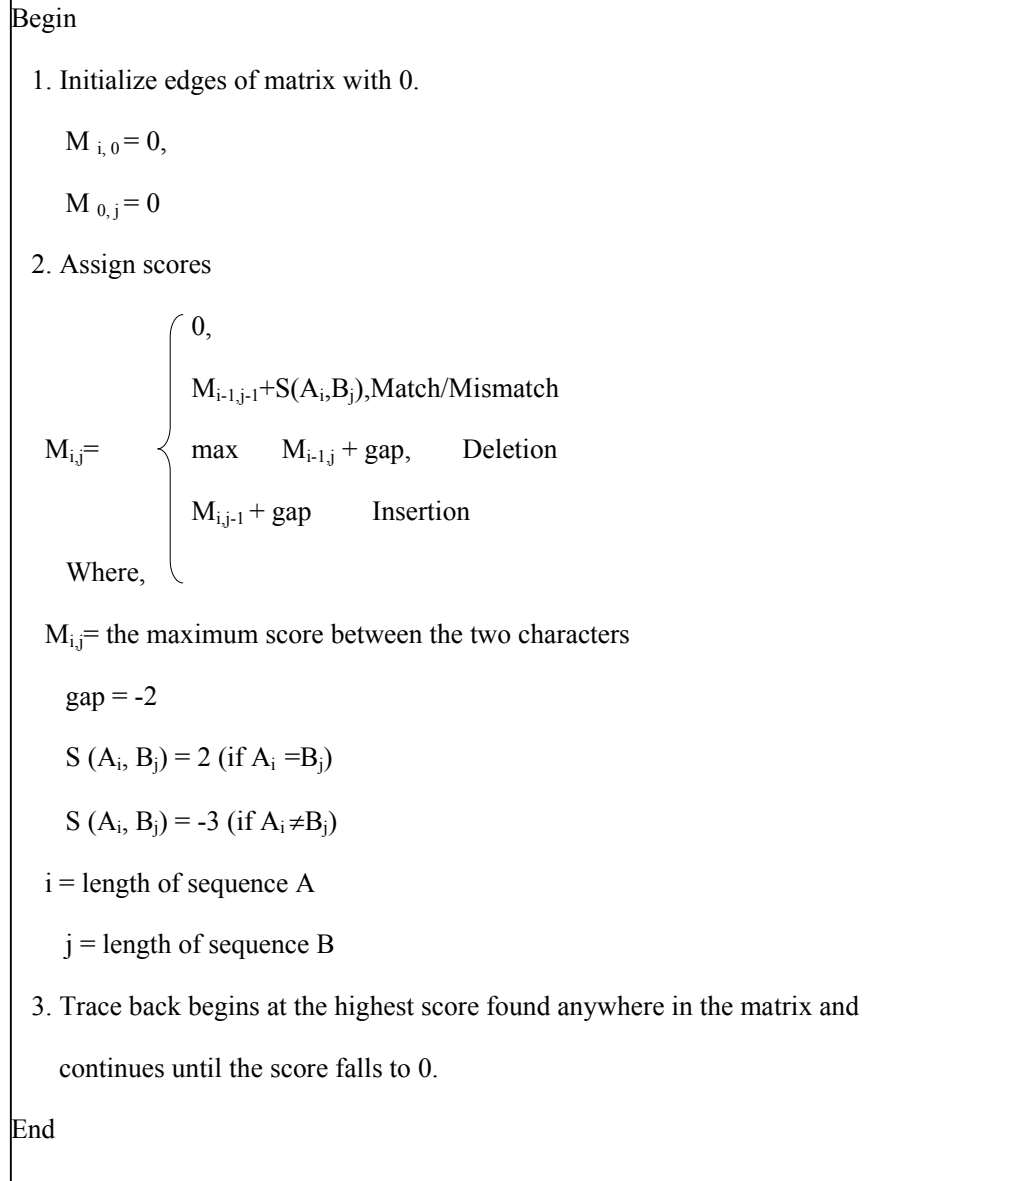 Begin
1. Initialize edges of matrix with 0.
M i, 0 = 0,
M 0, j = 0
2. Assign scores
0,
Mi-1,j-1+S(Ai,Bj),Match/Mismatch
Mi,j= max Mi-1,j + gap, Deletion
Mi,j-1 + gap Insertion
Where,
Mi,j= the maximum score between the two characters
gap = -2
S (Ai, Bj) = 2 (if Ai =Bj)
S (Ai, Bj) = -3 (if Ai ≠Bj)
i = length of sequence A
j = length of sequence B
3. Trace back begins at the highest score found anywhere in the matrix and
continues until the score falls to 0.
End